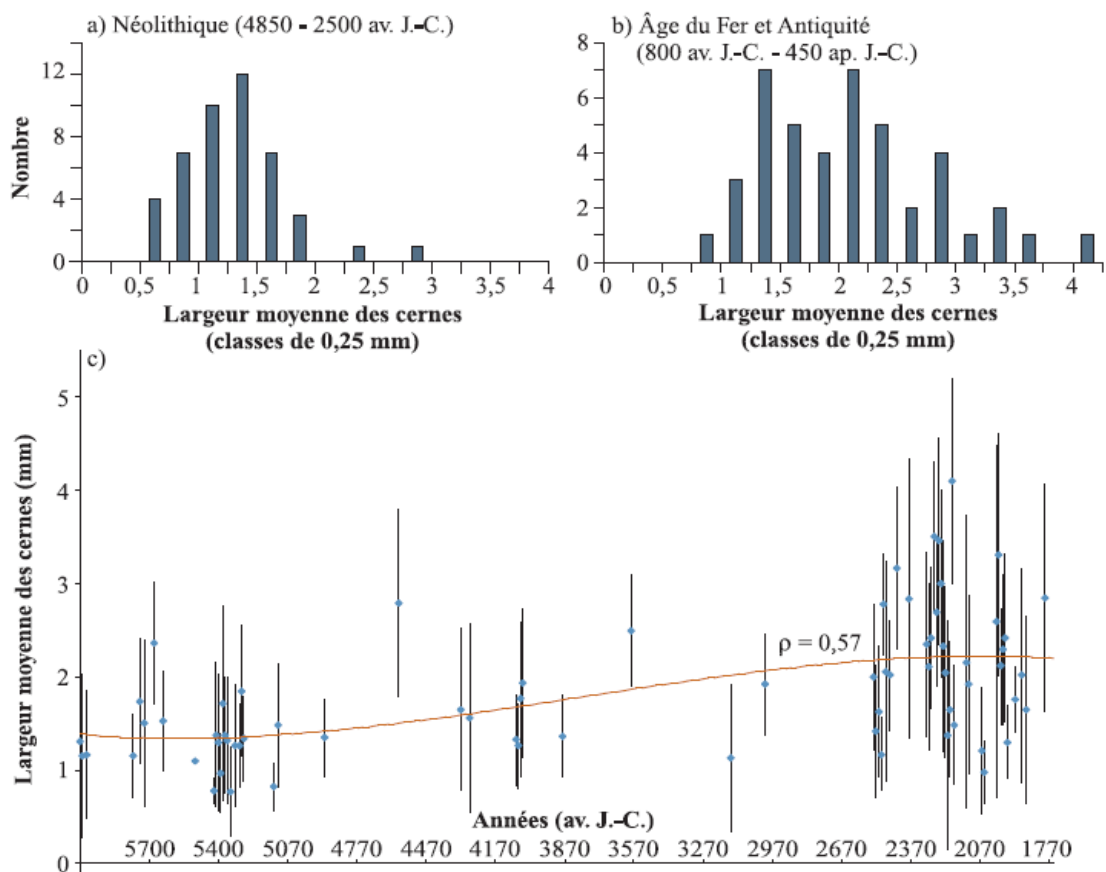 a) Néolithique (4850 - 2500 av. J.-C.)
12
8
4
0
Nombre
0 0,5 1 1,5 2 2,5 3 3,5 4
Largeur moyenne des cernes
(classes de 0,25 mm)
b) Âge du Fer et Antiquité
(800 av. J.-C. - 450 ap. J.-C.)
8
6
4
2
0
0 0,5 1 1,5 2 2,5 3 3,5 4
Largeur moyenne des cernes
(classes de 0,25 mm)
c)
5
4
3
2
1
0
Largeur moyenne des cernes (mm)
ρ = 0,57
Années (av. J.-C.)
5700 5400 5070 4770 4470 4170 3870 3570 3270 2970 2670 2370 2070 1770